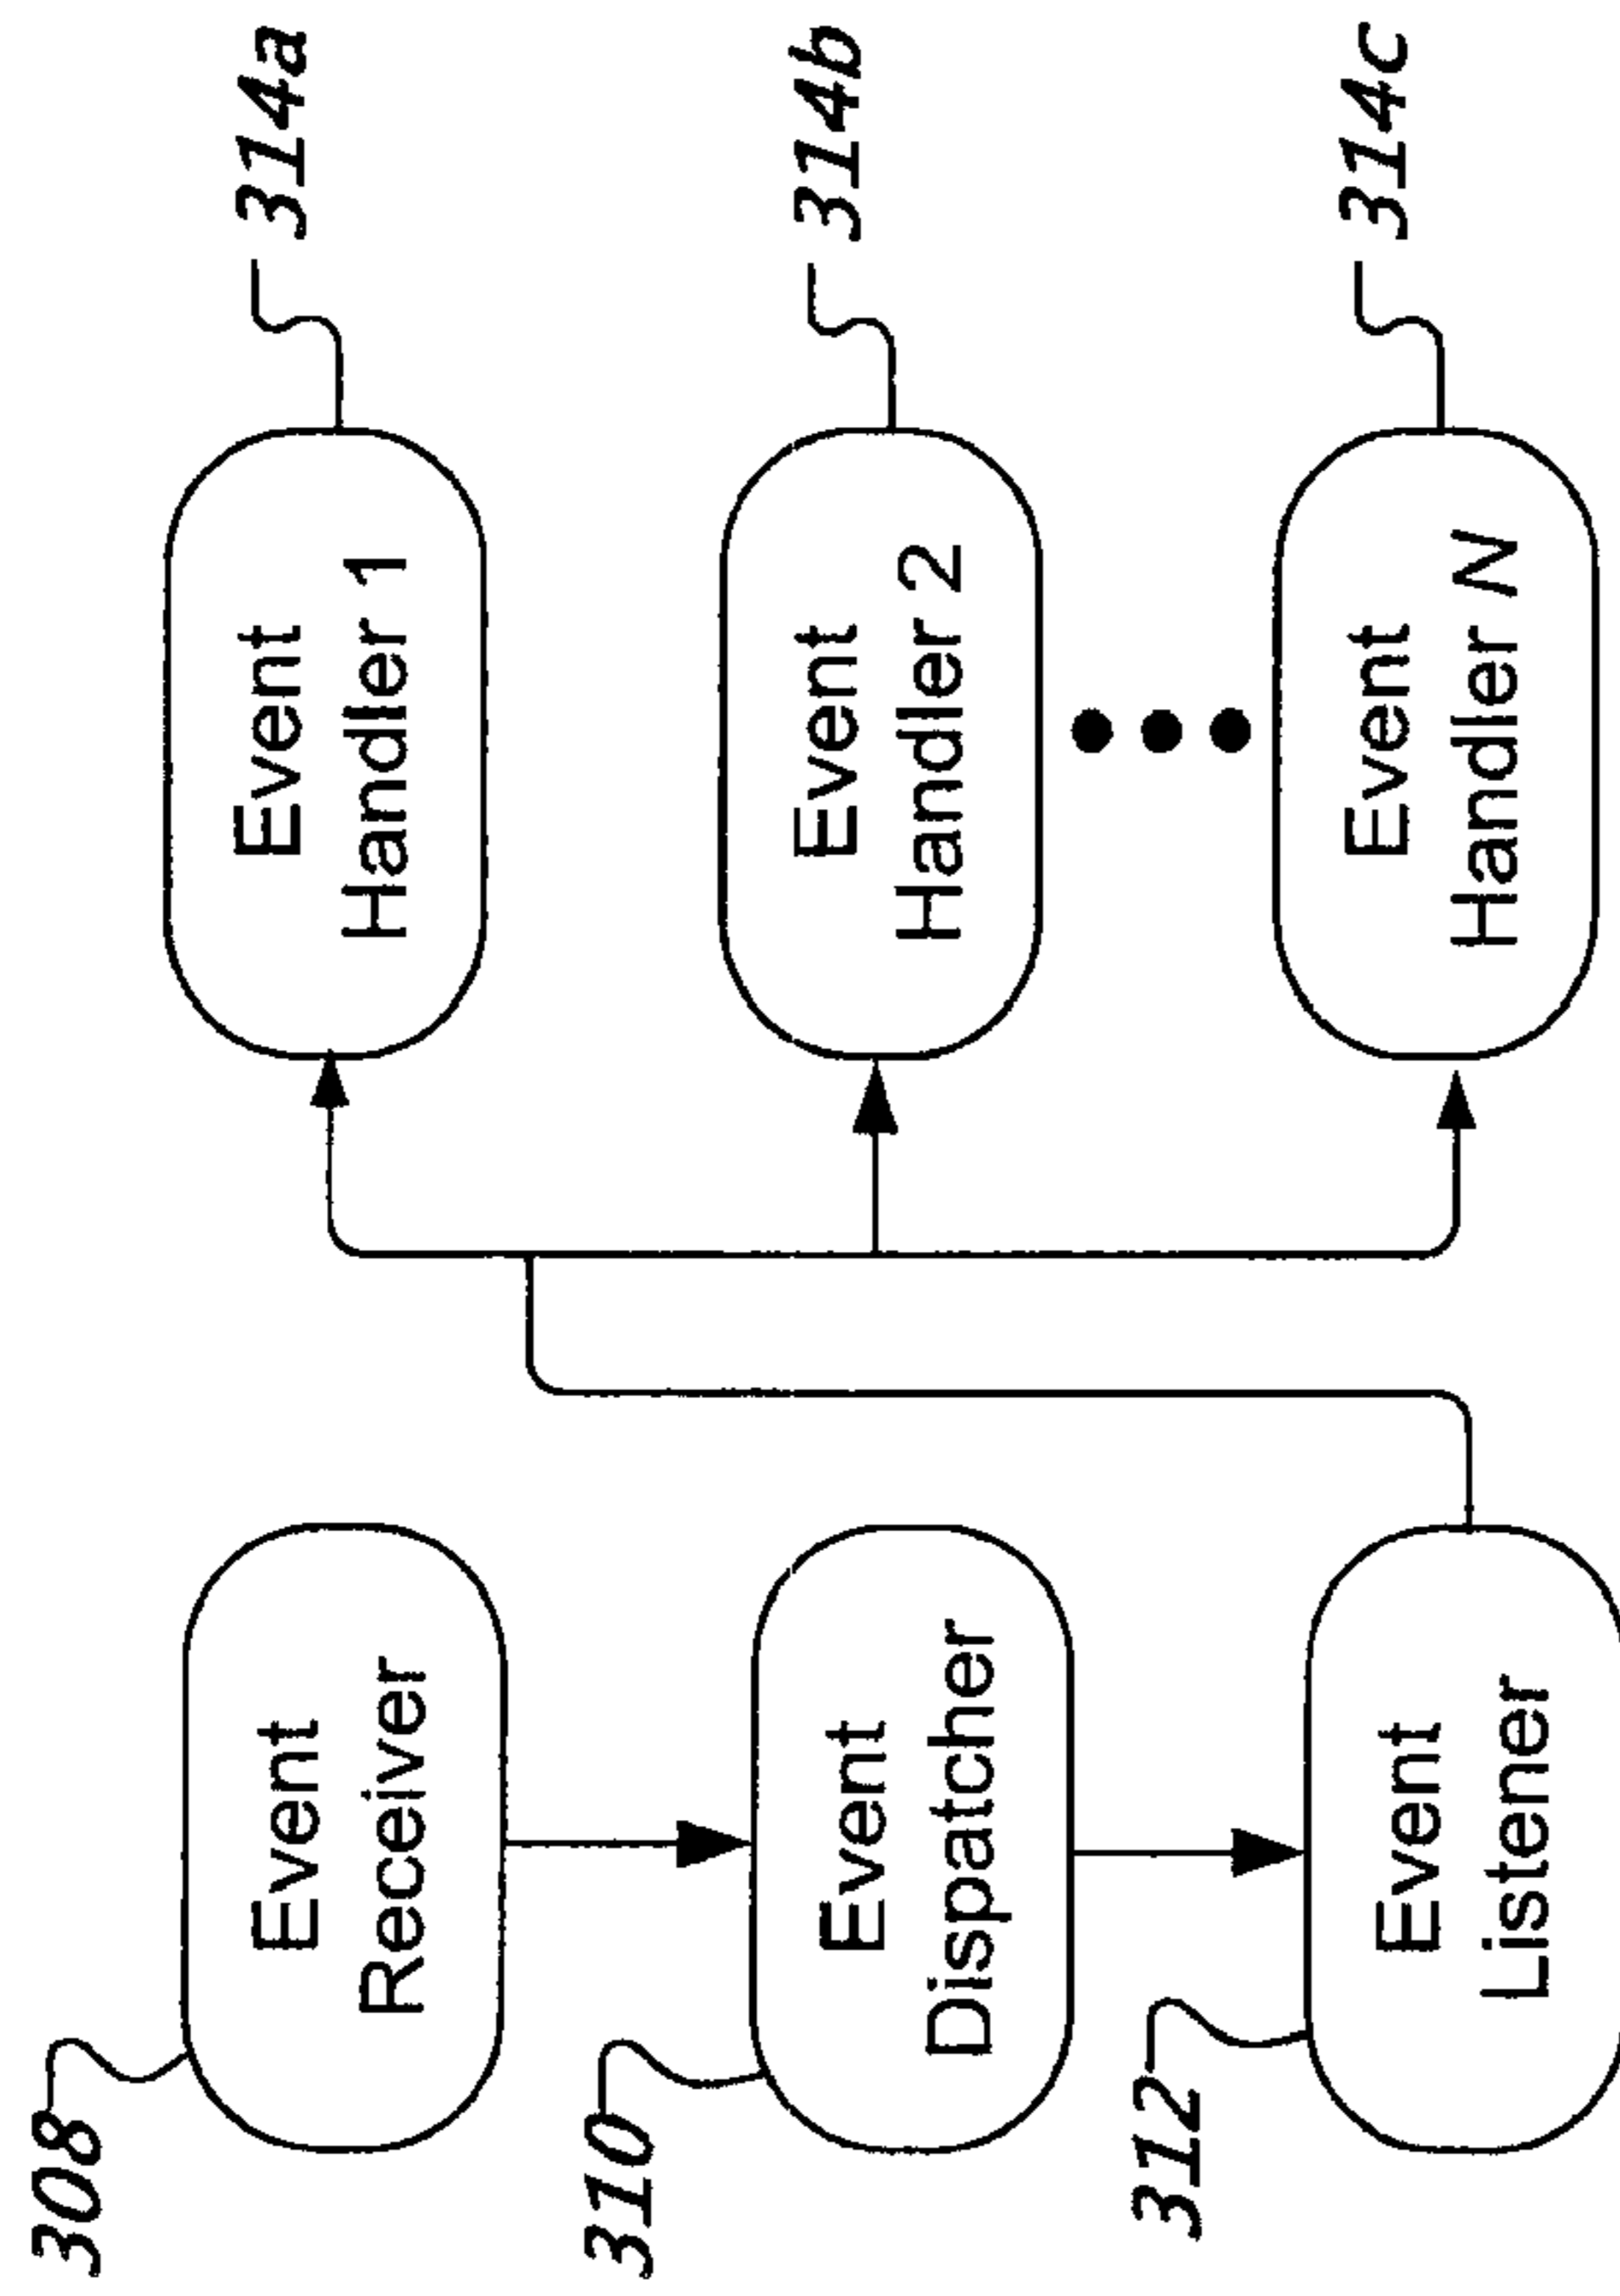 308
Event
Receiver
310
Event
Dispatcher
312
Event
Listener
Event
Handler 1
314a
Event
Handler 2
314b
Event
Handler N
314c